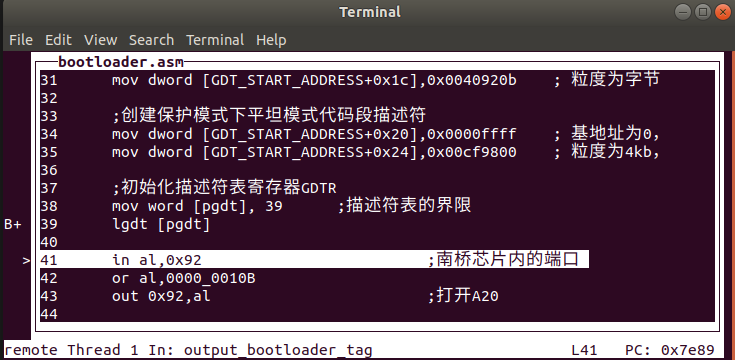 Terminal
File Edit View Search Terminal Help
bootloader.asm
31 mov dword [GDT_START_ADDRESS+0x1c],0x0040920b ; 粒度为字节
32
33 ;创建保护模式下平坦模式代码段描述符
34 mov dword [GDT_START_ADDRESS+0x20],0x0000ffff ; 基地址为0，
35 mov dword [GDT_START_ADDRESS+0x24],0x00cf9800 ; 粒度为4kb，
36
37 ;初始化描述符表寄存器GDTR
38 mov word [pgdt], 39 ;描述符表的界限
B+ 39 lgdt [pgdt]
40
> 41 in al,0x92 ;南桥芯片内的端口
42 or al,0000_0010B
43 out 0x92,al ;打开A20
44
remote Thread 1 In: output_bootloader_tag L41 PC: 0x7e89